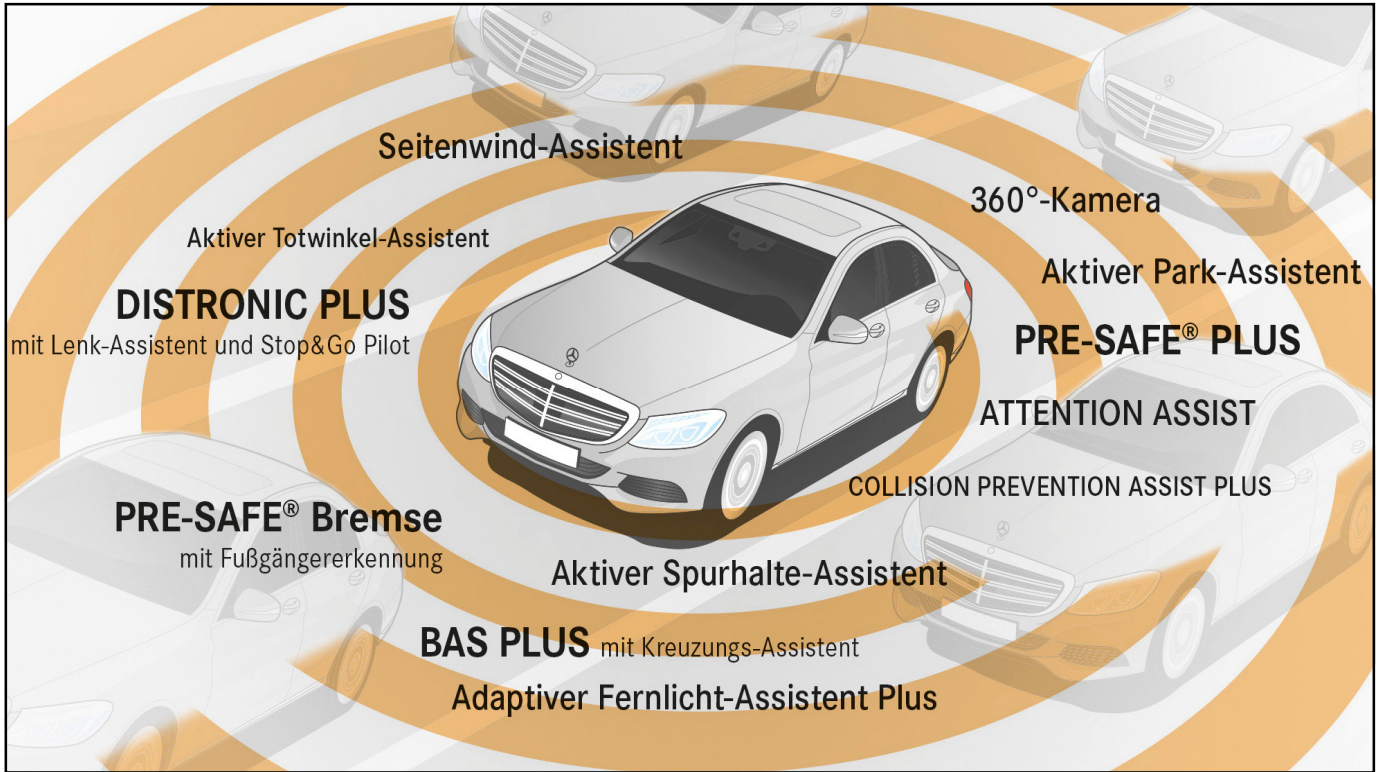 Seitenwind-Assistent
360°-Kamera
Aktiver Totwinkel-Assistent
Aktiver Park-Assistent
DISTRONIC PLUS
mit Lenk-Assistent und Stop&Go Pilot
PRE-SAFE® PLUS
ATTENTION ASSIST
COLLISION PREVENTION ASSIST PLUS
PRE-SAFE® Bremse
mit Fußgängererkennung
Aktiver Spurhalte-Assistent
BAS PLUS mit Kreuzungs-Assistent
Adaptiver Fernlicht-Assistent Plus